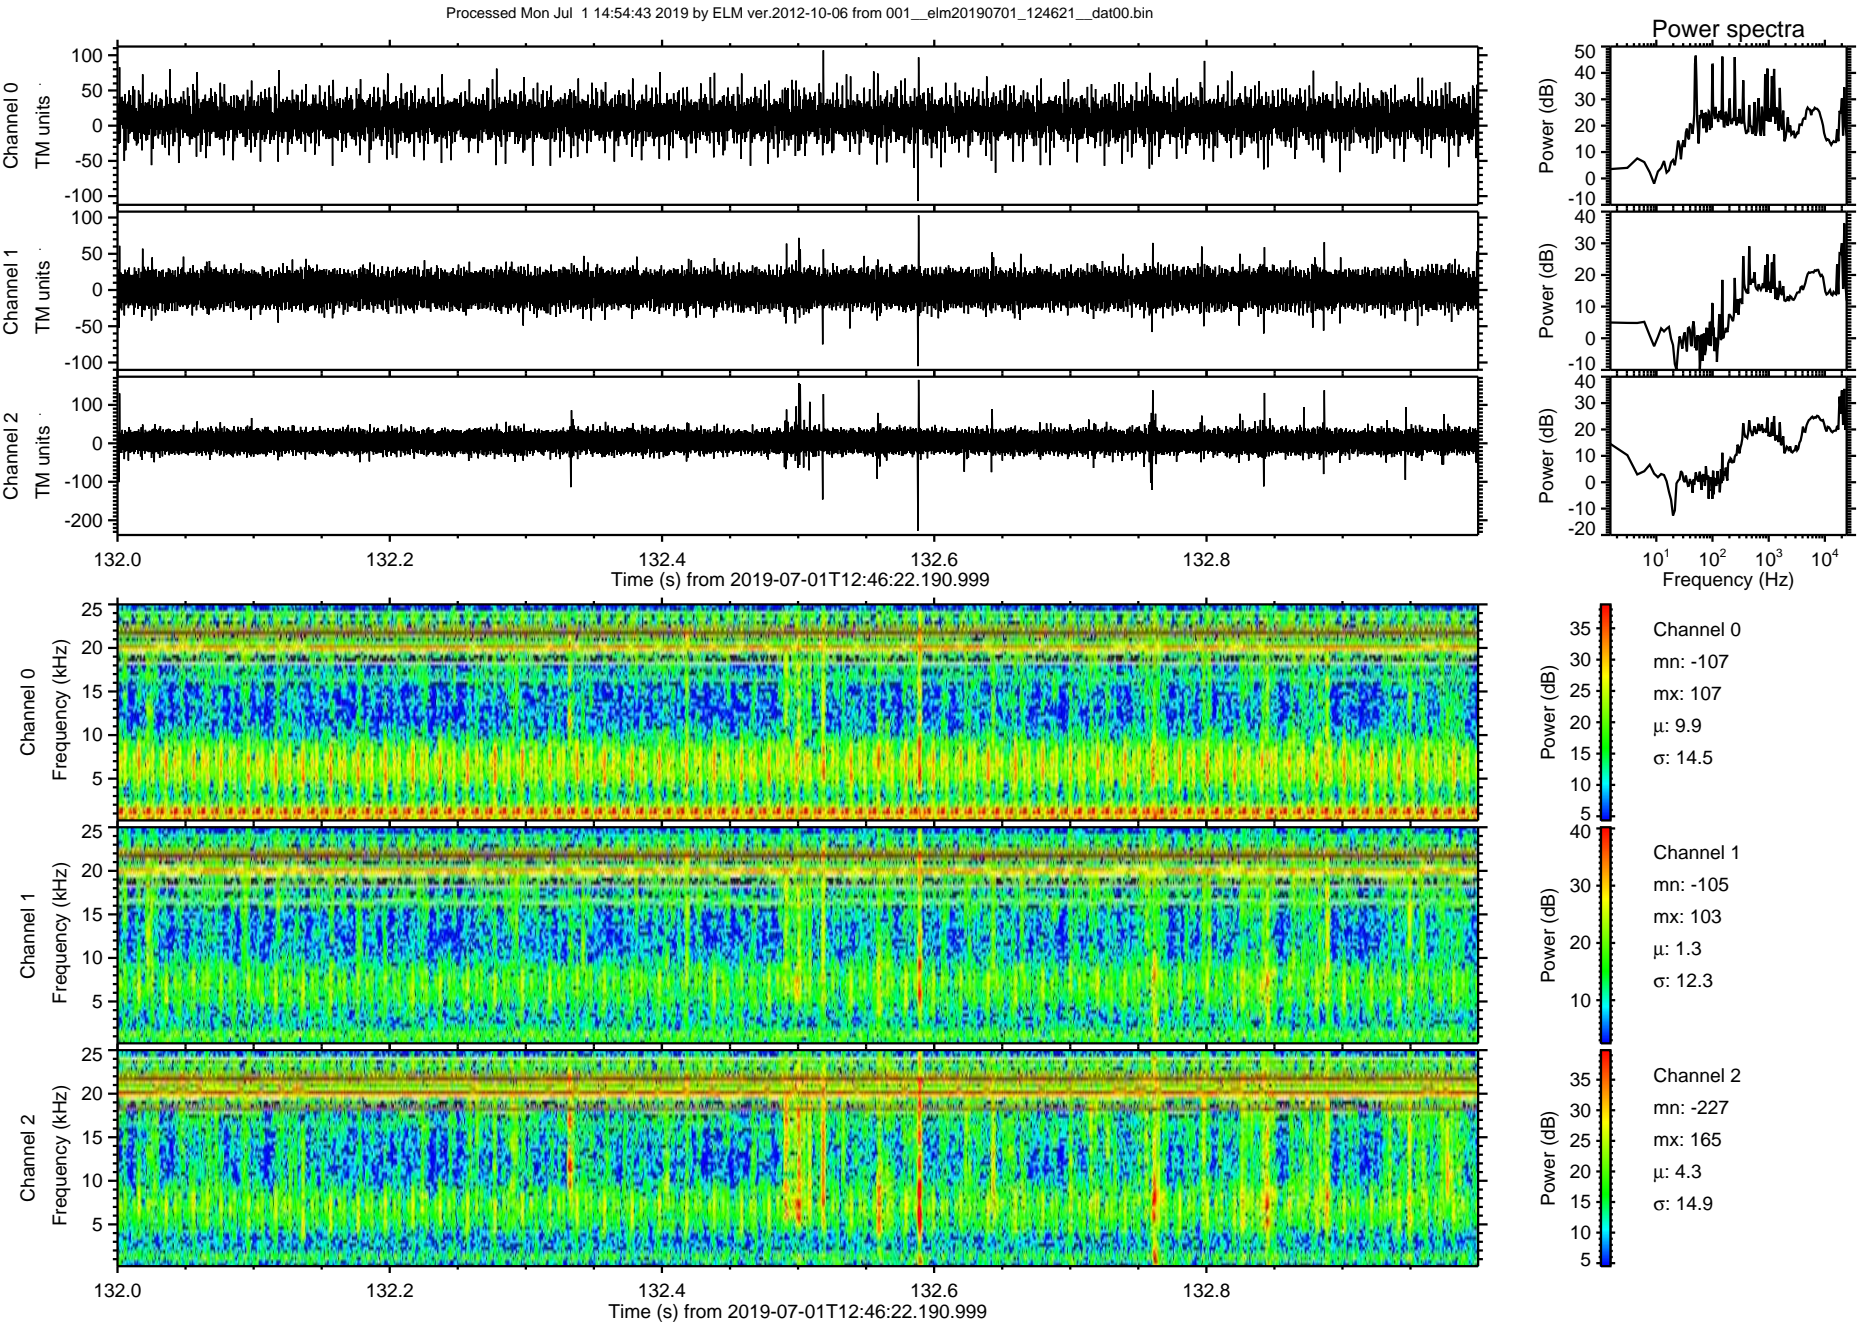 Processed Mon Jul  1 14:54:43 2019 by ELM ver.2012-10-06 from 001__elm20190701_124621__dat00.bin
Power spectra
Channel 0
TM units
100
50
0
-50
-100
Power (dB)
50
40
30
20
10
0
-10
Channel 1
TM units
100
50
0
-50
-100
Power (dB)
40
30
20
10
0
-10
Channel 2
TM units
100
0
-100
-200
Power (dB)
40
30
20
10
0
-10
-20
132.0 132.2 132.4 132.6 132.8
Time (s) from 2019-07-01T12:46:22.190.999
10¹ 10² 10³ 10⁴
Frequency (Hz)
Channel 0
Frequency (kHz)
25
20
15
10
5
Power (dB)
35
30
25
20
15
10
5
Channel 0
mn: -107
mx: 107
μ: 9.9
σ: 14.5
Channel 1
Frequency (kHz)
25
20
15
10
5
Power (dB)
40
30
20
10
Channel 1
mn: -105
mx: 103
μ: 1.3
σ: 12.3
Channel 2
Frequency (kHz)
25
20
15
10
5
Power (dB)
35
30
25
20
15
10
5
Channel 2
mn: -227
mx: 165
μ: 4.3
σ: 14.9
132.0 132.2 132.4 132.6 132.8
Time (s) from 2019-07-01T12:46:22.190.999